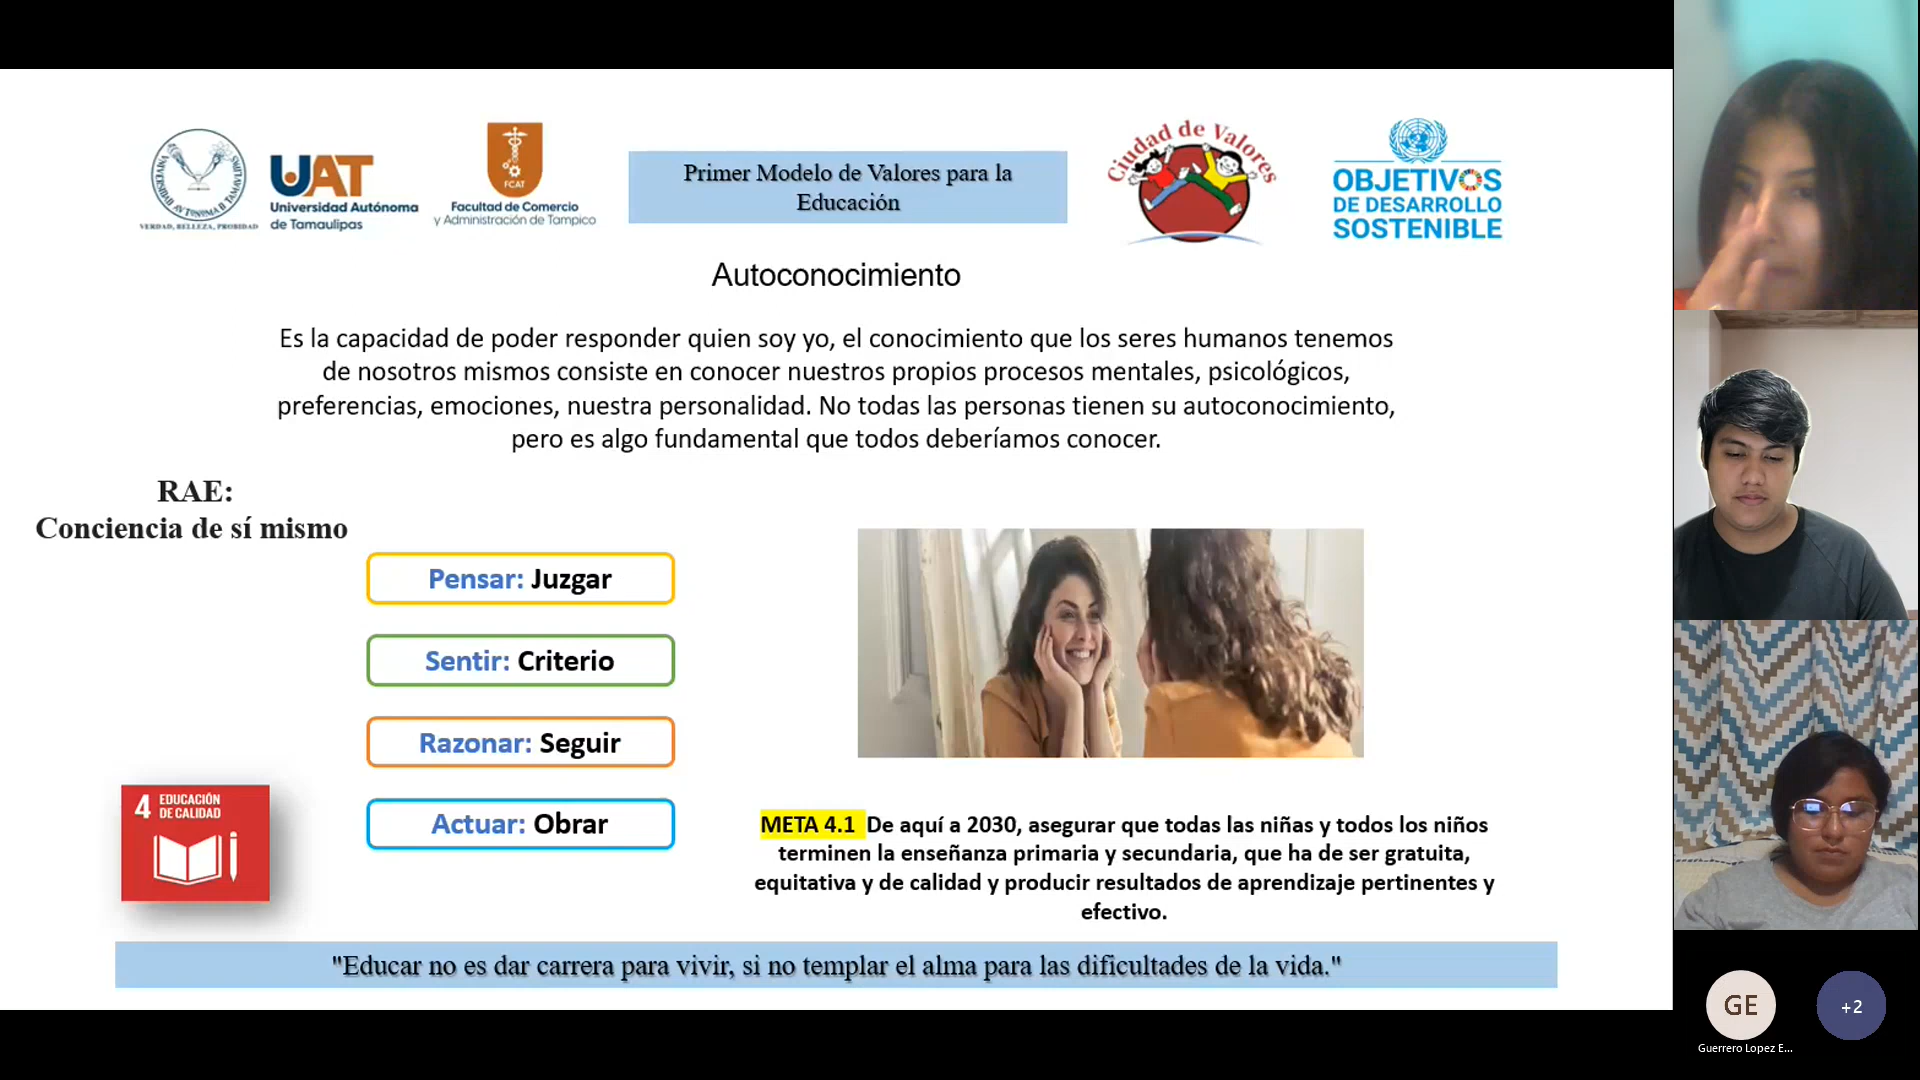 UNIVERSIDAD AUTÓNOMA DE TAMAULIPAS
VERDAD, BELLEZA, PROBIDAD
UAT
Universidad Autónoma
de Tamaulipas
FCAT
Facultad de Comercio
y Administración de Tampico
Primer Modelo de Valores para la
Educación
Ciudad de Valores
OBJETIVOS
DE DESARROLLO
SOSTENIBLE
Autoconocimiento
Es la capacidad de poder responder quien soy yo, el conocimiento que los seres humanos tenemos
de nosotros mismos consiste en conocer nuestros propios procesos mentales, psicológicos,
preferencias, emociones, nuestra personalidad. No todas las personas tienen su autoconocimiento,
pero es algo fundamental que todos deberíamos conocer.
RAE:
Conciencia de sí mismo
Pensar: Juzgar
Sentir: Criterio
Razonar: Seguir
Actuar: Obrar
4 EDUCACIÓN
DE CALIDAD
META 4.1 De aquí a 2030, asegurar que todas las niñas y todos los niños
terminen la enseñanza primaria y secundaria, que ha de ser gratuita,
equitativa y de calidad y producir resultados de aprendizaje pertinentes y
efectivo.
"Educar no es dar carrera para vivir, si no templar el alma para las dificultades de la vida."
GE
+2
Guerrero Lopez E...